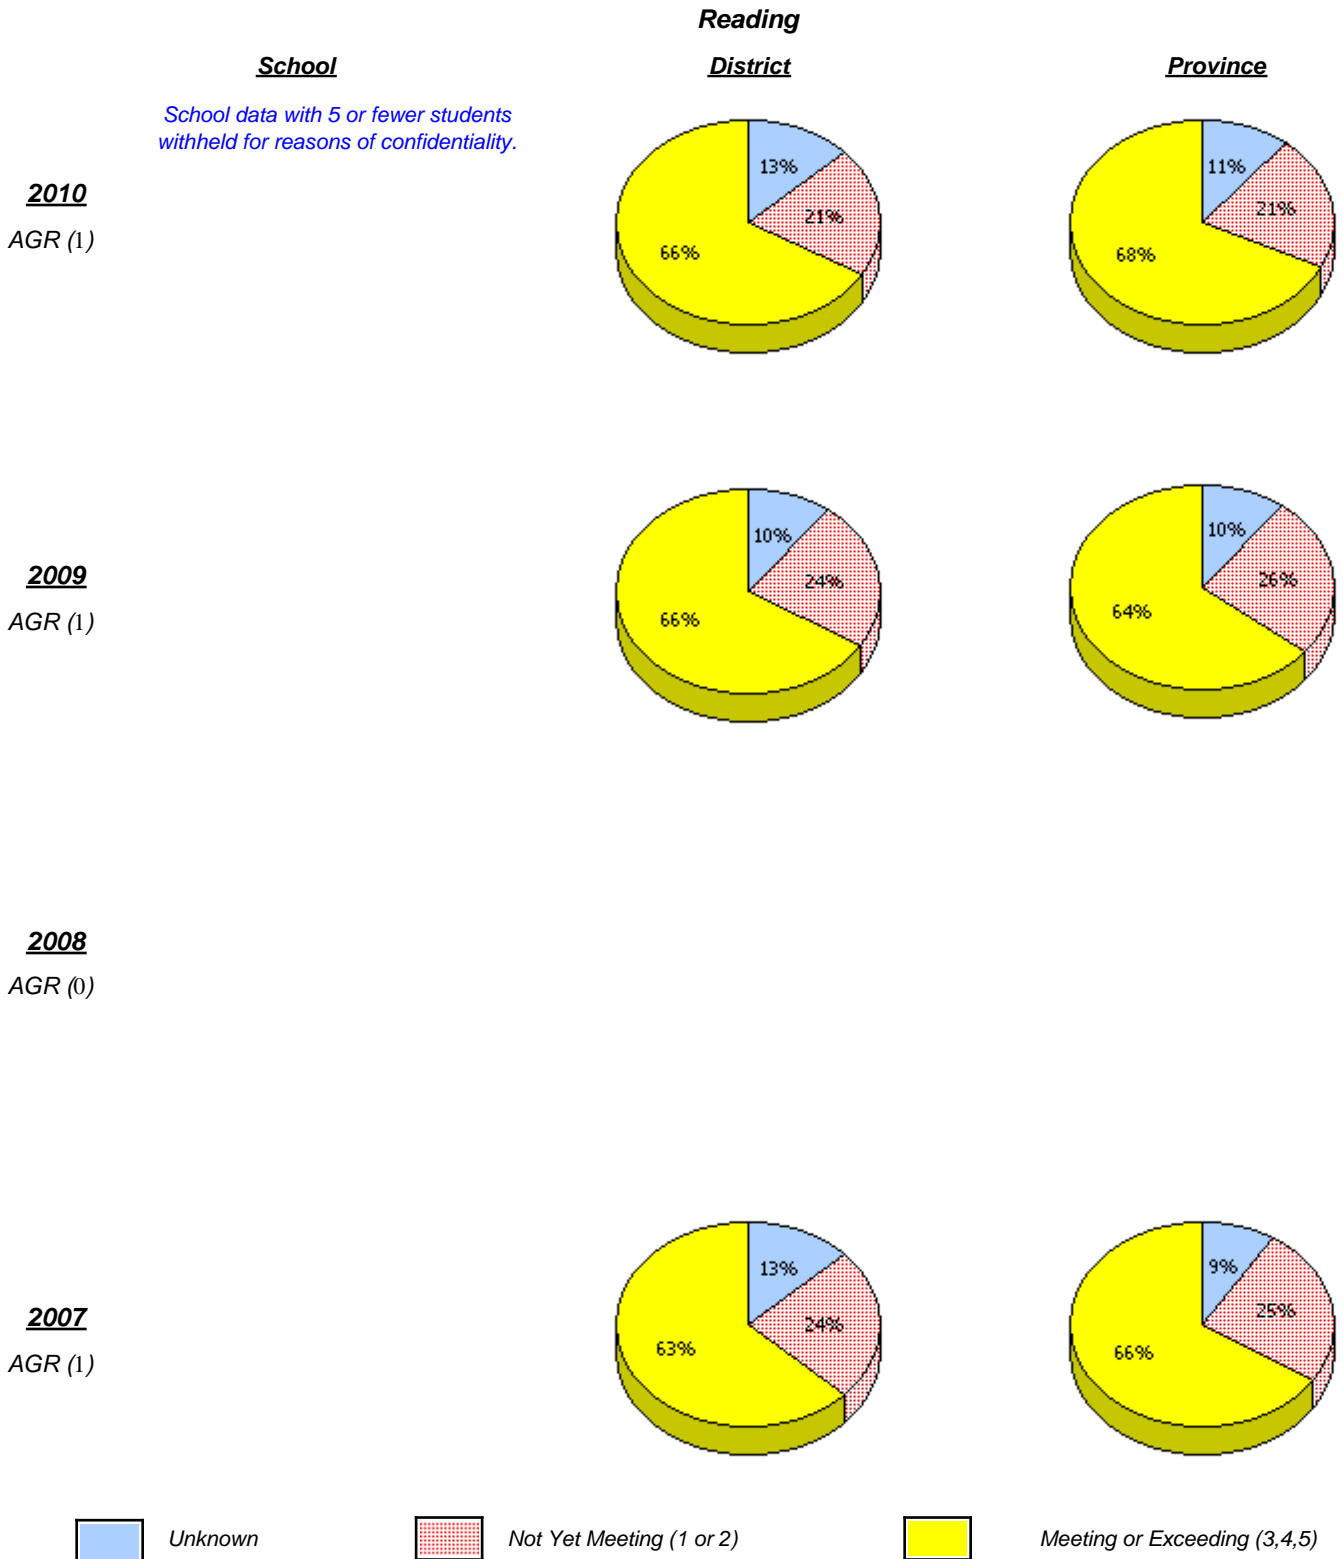 Reading
School
District
Province
School data with 5 or fewer students
withheld for reasons of confidentiality.
2010
AGR (1)
13%
21%
66%
11%
21%
68%
2009
AGR (1)
10%
24%
66%
10%
26%
64%
2008
AGR (0)
2007
AGR (1)
13%
24%
63%
9%
25%
66%
Unknown
Not Yet Meeting (1 or 2)
Meeting or Exceeding (3,4,5)